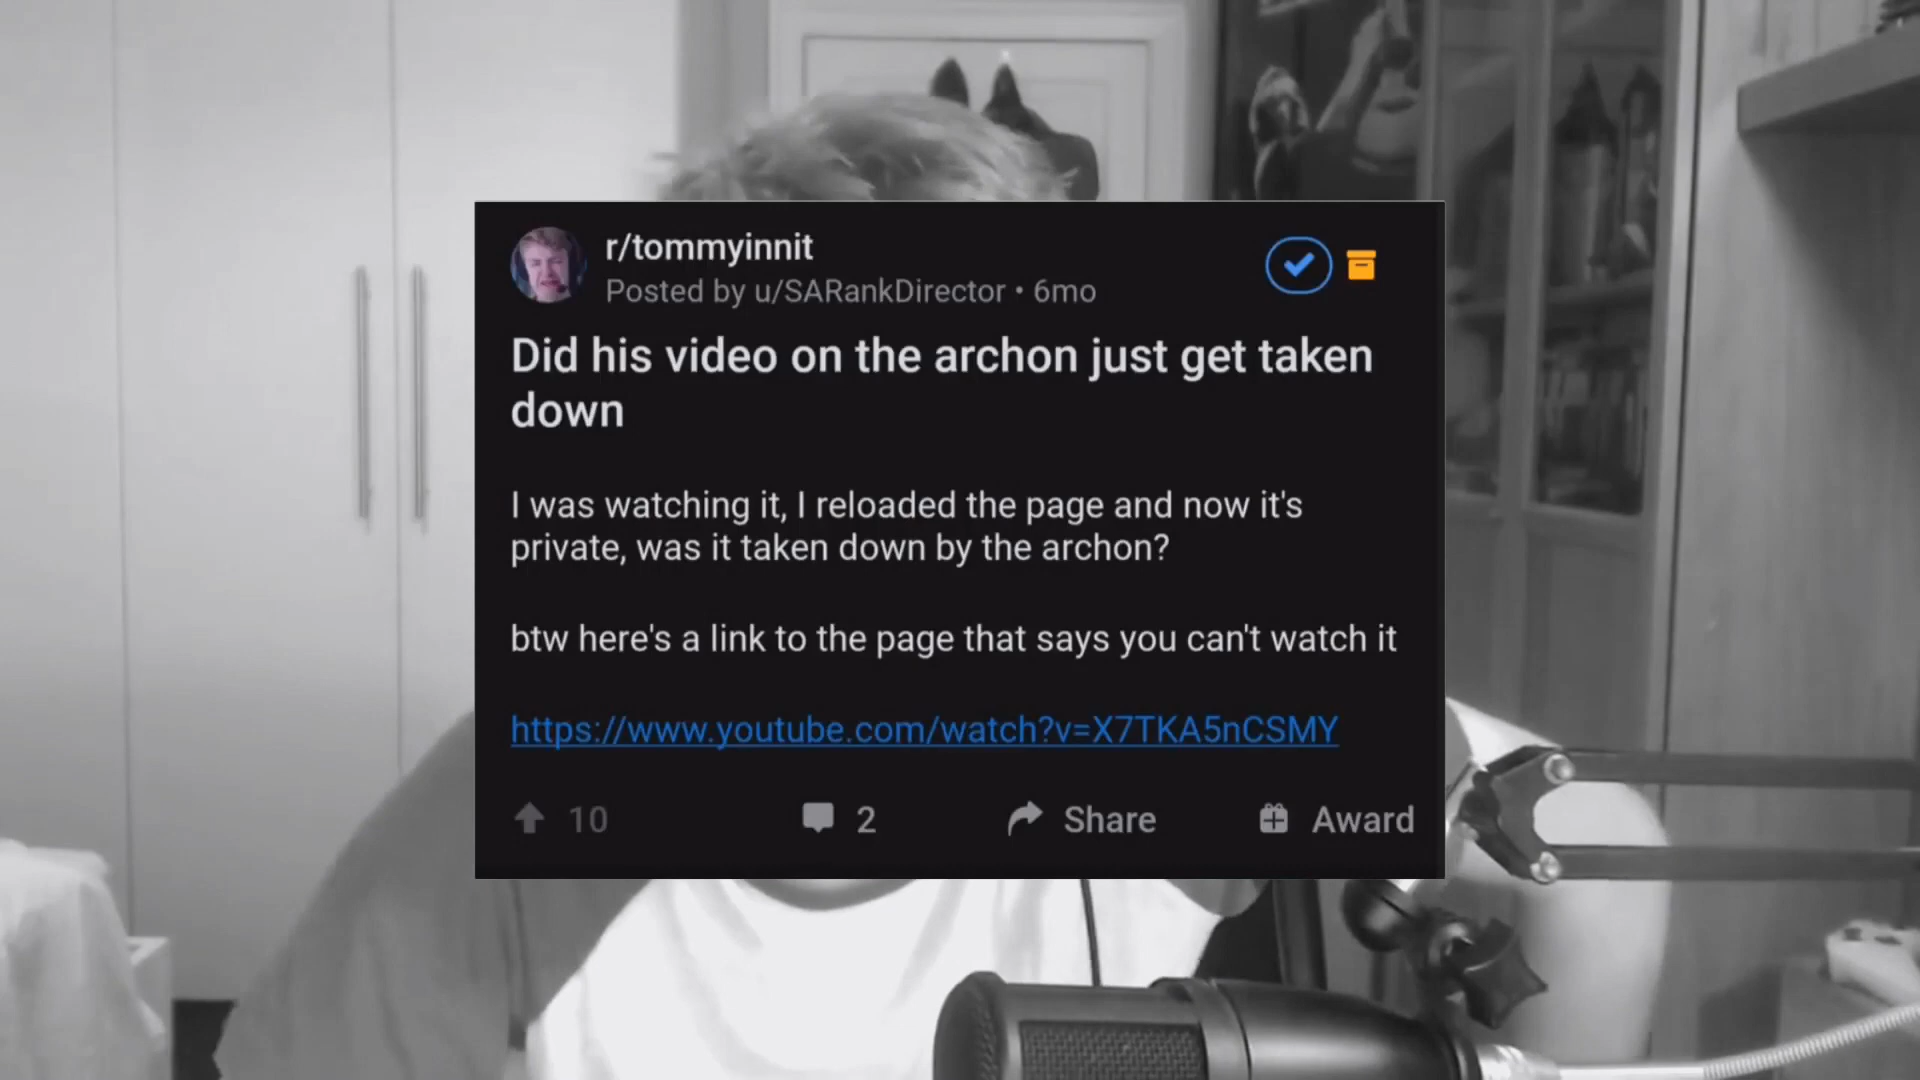 r/tommyinnit
Posted by u/SARankDirector • 6mo
Did his video on the archon just get taken
down
I was watching it, I reloaded the page and now it's
private, was it taken down by the archon?
btw here's a link to the page that says you can't watch it
https://www.youtube.com/watch?v=X7TKA5nCSMY
10
2
Share
Award